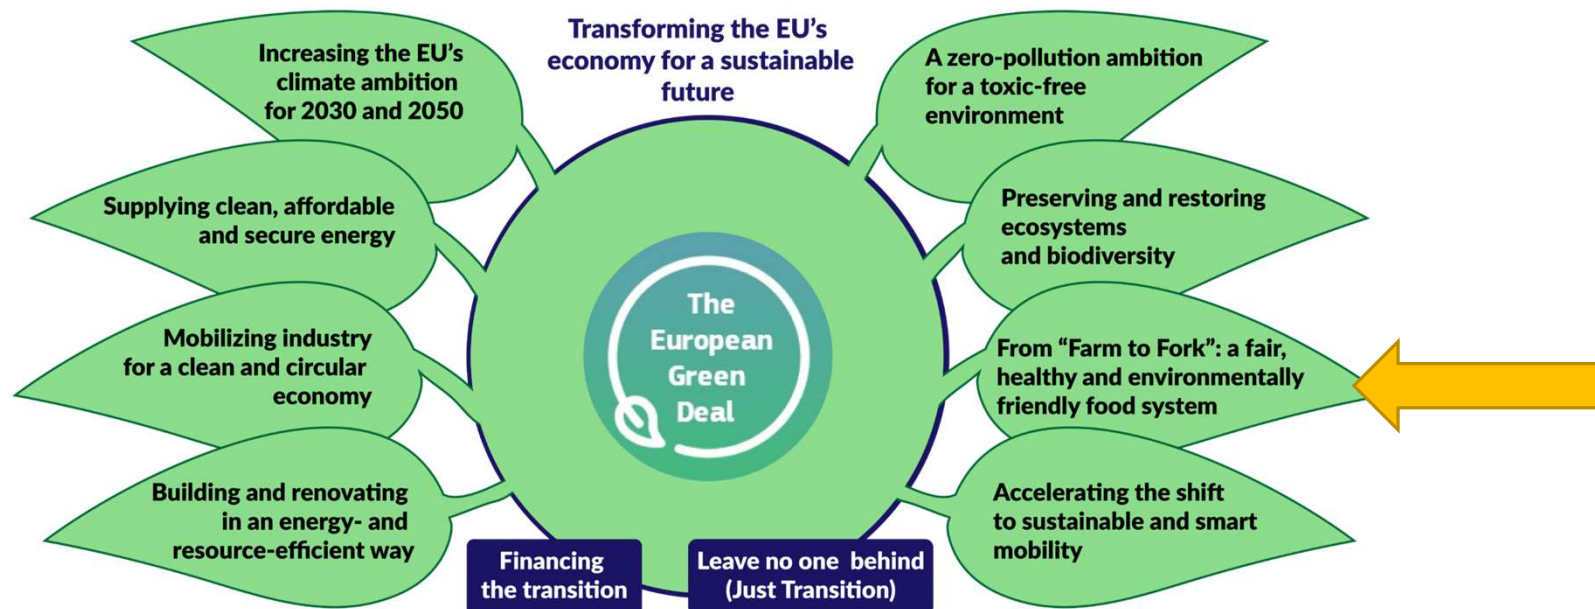 Transforming the EU’s
economy for a sustainable
future
Increasing the EU’s
climate ambition
for 2030 and 2050
Supplying clean, affordable
and secure energy
Mobilizing industry
for a clean and circular
economy
Building and renovating
in an energy- and
resource-efficient way
The
European
Green
Deal
A zero-pollution ambition
for a toxic-free
environment
Preserving and restoring
ecosystems
and biodiversity
From “Farm to Fork”: a fair,
healthy and environmentally
friendly food system
Accelerating the shift
to sustainable and smart
mobility
Financing
the transition
Leave no one behind
(Just Transition)